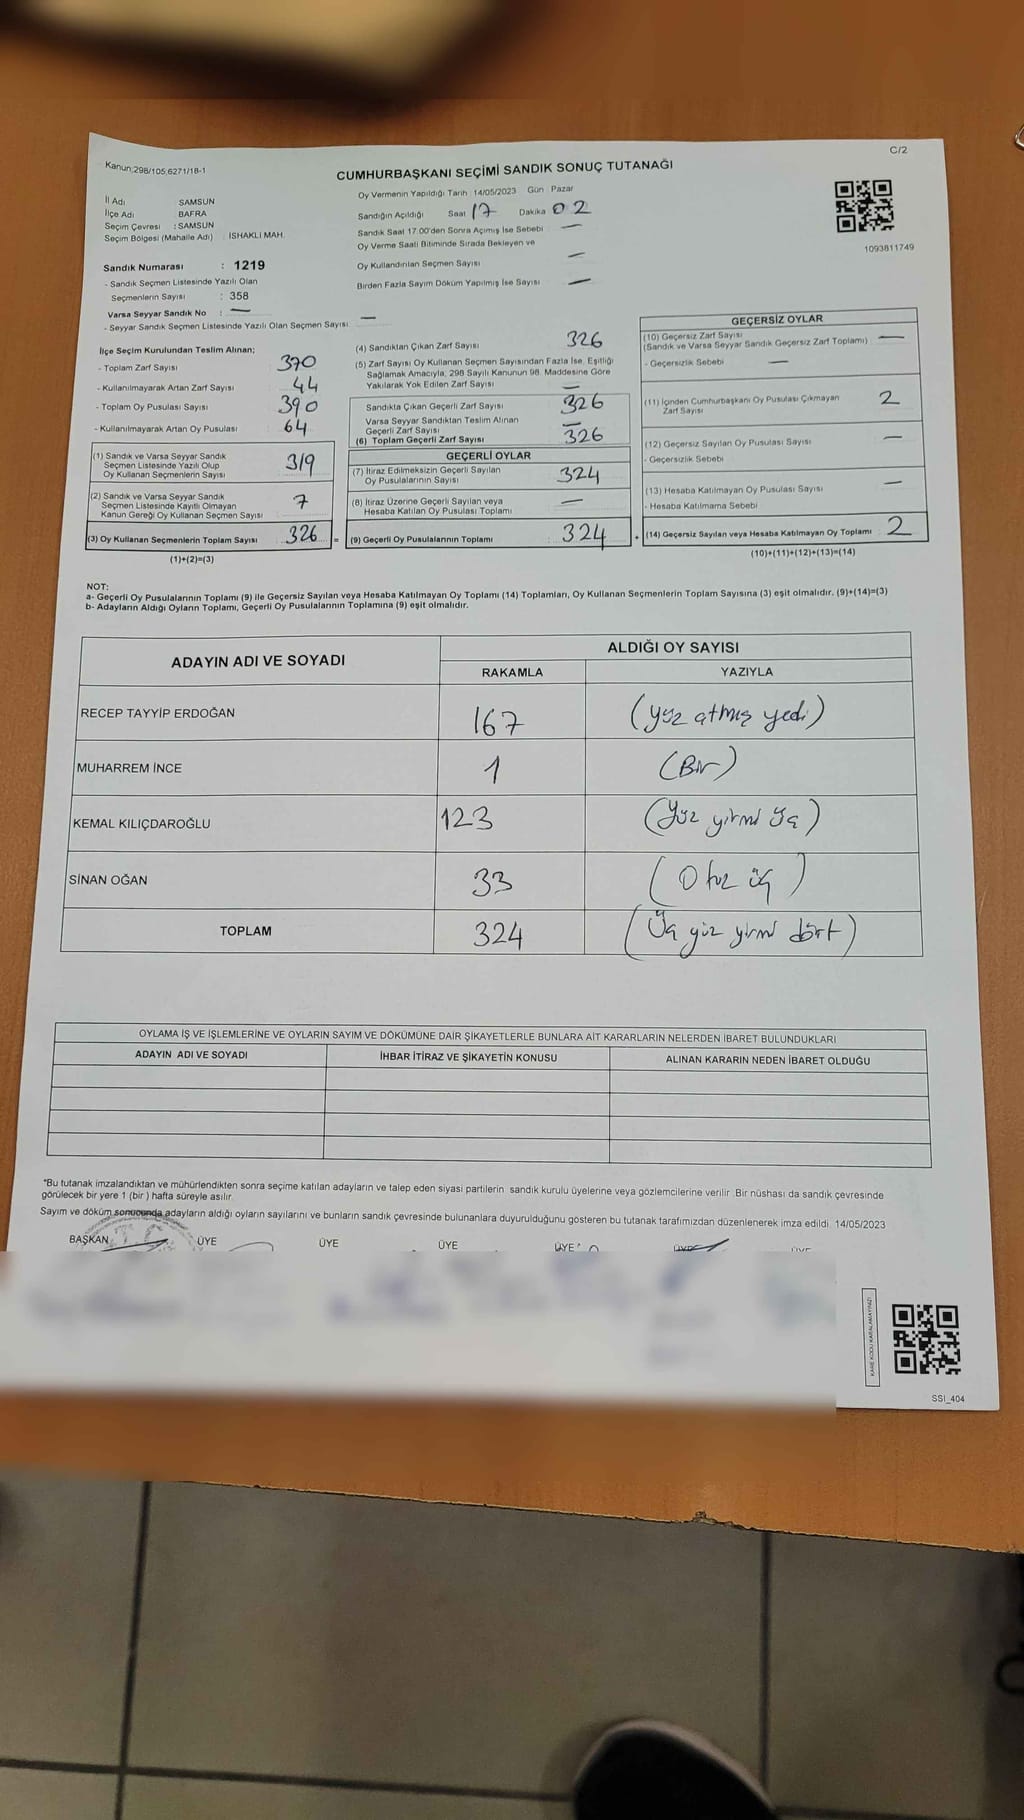 Kanun;298/105,6271/18-1
C/2
CUMHURBAŞKANI SEÇİMİ SANDIK SONUÇ TUTANAĞI
İl Adı SAMSUN
İlçe Adı BAFRA
Seçim Çevresi : SAMSUN
Seçim Bölgesi (Mahalle Adı) : İSHAKLI MAH.
Oy Vermenin Yapıldığı Tarih : 14/05/2023 Gün Pazar
Sandığın Açıldığı Saat 17 Dakika 02
Sandık Saat 17.00'den Sonra Açımış İse Sebebi —
Oy Verme Saati Bitiminde Sırada Bekleyen ve
Oy Kullandırılan Seçmen Sayısı —
Birden Fazla Sayım Döküm Yapılmış İse Sayısı —
1093811749
Sandık Numarası : 1219
- Sandık Seçmen Listesinde Yazılı Olan
Seçmenlerin Sayısı : 358
Varsa Seyyar Sandık No : —
- Seyyar Sandık Seçmen Listesinde Yazılı Olan Seçmen Sayısı: —
İlçe Seçim Kurulundan Teslim Alınan;
- Toplam Zarf Sayısı 370
- Kullanılmayarak Artan Zarf Sayısı 44
- Toplam Oy Pusulası Sayısı 390
- Kullanılmayarak Artan Oy Pusulası 64
(1) Sandık ve Varsa Seyyar Sandık
Seçmen Listesinde Yazılı Olup
Oy Kullanan Seçmenlerin Sayısı 319
(2) Sandık ve Varsa Seyyar Sandık
Seçmen Listesinde Kayıtlı Olmayan
Kanun Gereği Oy Kullanan Seçmen Sayısı 7
(3) Oy Kullanan Seçmenlerin Toplam Sayısı 326 =
(1)+(2)=(3)
(4) Sandıktan Çıkan Zarf Sayısı 326
(5) Zarf Sayısı Oy Kullanan Seçmen Sayısından Fazla İse, Eşitliği
Sağlamak Amacıyla, 298 Sayılı Kanunun 98. Maddesine Göre
Yakılarak Yok Edilen Zarf Sayısı —
Sandıkta Çıkan Geçerli Zarf Sayısı 326
Varsa Seyyar Sandıktan Teslim Alınan
Geçerli Zarf Sayısı —
(6) Toplam Geçerli Zarf Sayısı 326
GEÇERLİ OYLAR
(7) İtiraz Edilmeksizin Geçerli Sayılan
Oy Pusulalarının Sayısı 324
(8) İtiraz Üzerine Geçerli Sayılan veya
Hesaba Katılan Oy Pusulası Toplamı —
(9) Geçerli Oy Pusulalarının Toplamı : 324 +
GEÇERSİZ OYLAR
(10) Geçersiz Zarf Sayısı
(Sandık ve Varsa Seyyar Sandık Geçersiz Zarf Toplamı) —
- Geçersizlik Sebebi —
(11) İçinden Cumhurbaşkanı Oy Pusulası Çıkmayan
Zarf Sayısı 2
(12) Geçersiz Sayılan Oy Pusulası Sayısı —
- Geçersizlik Sebebi
(13) Hesaba Katılmayan Oy Pusulası Sayısı —
- Hesaba Katılmama Sebebi
(14) Geçersiz Sayılan veya Hesaba Katılmayan Oy Toplamı 2
(10)+(11)+(12)+(13)=(14)
NOT:
a- Geçerli Oy Pusulalarının Toplamı (9) ile Geçersiz Sayılan veya Hesaba Katılmayan Oy Toplamı (14) Toplamları, Oy Kullanan Seçmenlerin Toplam Sayısına (3) eşit olmalıdır. (9)+(14)=(3)
b- Adayların Aldığı Oyların Toplamı, Geçerli Oy Pusulalarının Toplamına (9) eşit olmalıdır.
ADAYIN ADI VE SOYADI
ALDIĞI OY SAYISI
RAKAMLA YAZIYLA
RECEP TAYYİP ERDOĞAN 167 (yüz atmış yedi)
MUHARREM İNCE 1 (Bir)
KEMAL KILIÇDAROĞLU 123 (Yüz yirmi üç)
SİNAN OĞAN 33 (Otuz üç)
TOPLAM 324 (Üç yüz yirmi dört)
OYLAMA İŞ VE İŞLEMLERİNE VE OYLARIN SAYIM VE DÖKÜMÜNE DAİR ŞİKAYETLERLE BUNLARA AİT KARARLARIN NELERDEN İBARET BULUNDUKLARI
ADAYIN ADI VE SOYADI İHBAR İTİRAZ VE ŞİKAYETİN KONUSU ALINAN KARARIN NEDEN İBARET OLDUĞU
*Bu tutanak imzalandıktan ve mühürlendikten sonra seçime katılan adayların ve talep eden siyasi partilerin sandık kurulu üyelerine veya gözlemcilerine verilir. Bir nüshası da sandık çevresinde
görülecek bir yere 1 (bir ) hafta süreyle asılır.
Sayım ve döküm sonucunda adayların aldığı oyların sayılarını ve bunların sandık çevresinde bulunanlara duyurulduğunu gösteren bu tutanak tarafımızdan düzenlenerek imza edildi. 14/05/2023
BAŞKAN ÜYE ÜYE ÜYE ÜYE ÜYE ÜYE
KARE KODU KARALAMAYINIZ!
SSI_404